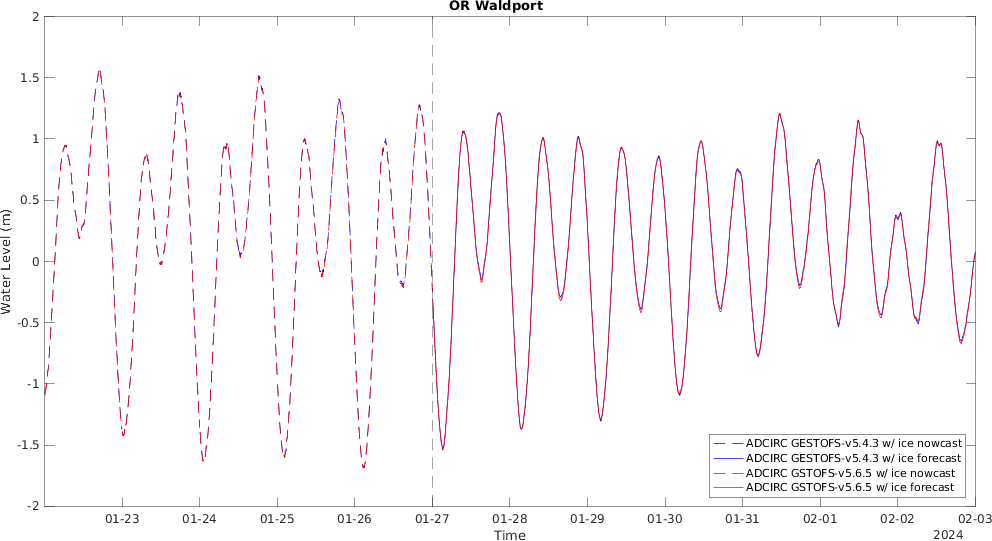 OR Waldport
2
1.5
1
0.5
0
-0.5
-1
-1.5
-2
Water Level (m)
ADCIRC GESTOFS-v5.4.3 w/ ice nowcast
ADCIRC GESTOFS-v5.4.3 w/ ice forecast
ADCIRC GSTOFS-v5.6.5 w/ ice nowcast
ADCIRC GSTOFS-v5.6.5 w/ ice forecast
01-23 01-24 01-25 01-26 01-27 01-28 01-29 01-30 01-31 02-01 02-02 02-03
Time
2024